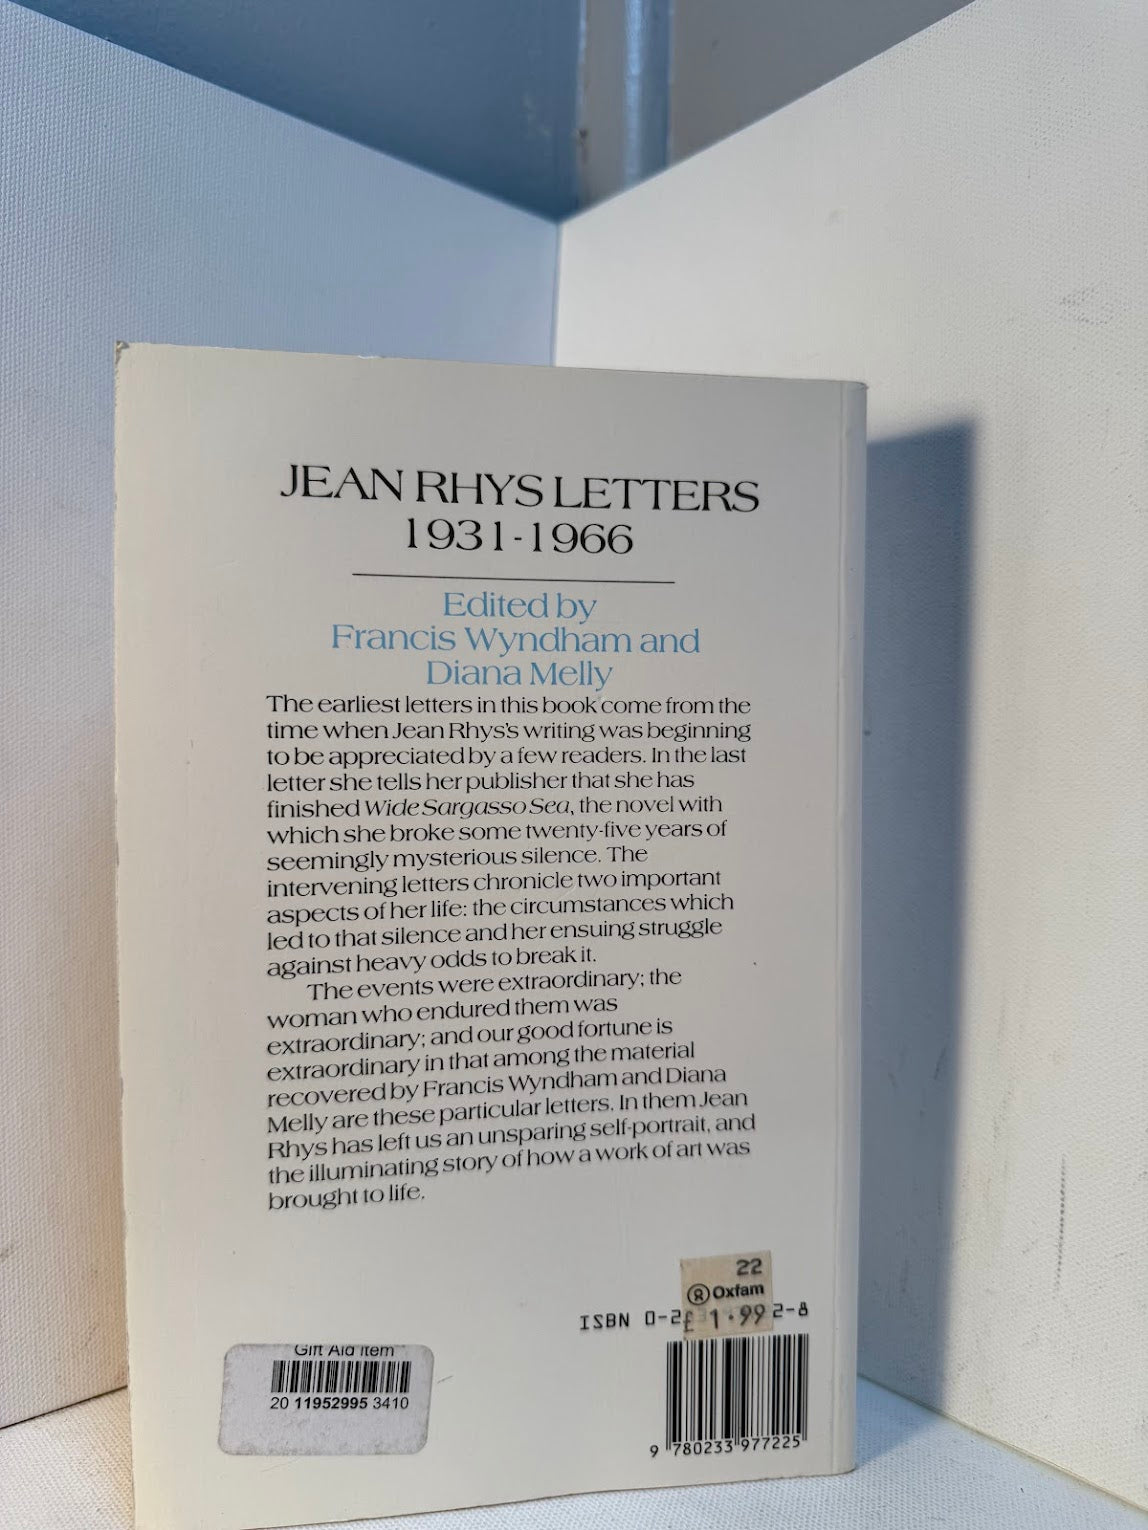 JEAN RHYS LETTERS
1931-1966
Edited by
Francis Wyndham and
Diana Melly
The earliest letters in this book come from the
time when Jean Rhys's writing was beginning
to be appreciated by a few readers. In the last
letter she tells her publisher that she has
finished Wide Sargasso Sea, the novel with
which she broke some twenty-five years of
seemingly mysterious silence. The
intervening letters chronicle two important
aspects of her life: the circumstances which
led to that silence and her ensuing struggle
against heavy odds to break it.
The events were extraordinary; the
woman who endured them was
extraordinary; and our good fortune is
extraordinary in that among the material
recovered by Francis Wyndham and Diana
Melly are these particular letters. In them Jean
Rhys has left us an unsparing self-portrait, and
the illuminating story of how a work of art was
brought to life.
22
Oxfam
£1.99
ISBN 0-2 2-8
Gift Aid item
20 11952995 3410
9 780233 977225